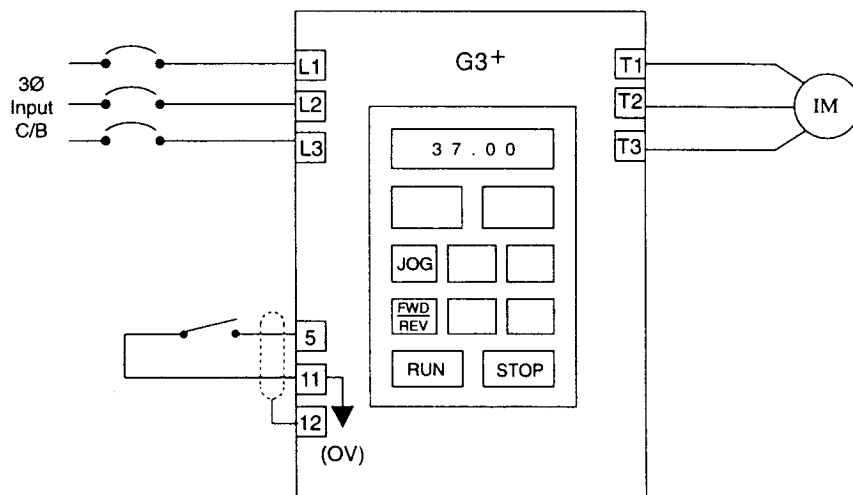 3Ø
Input
C/B
L1
L2
L3
G3+
T1
T2
T3
IM
37.00
JOG
FWD
REV
RUN
STOP
5
11
12
(OV)